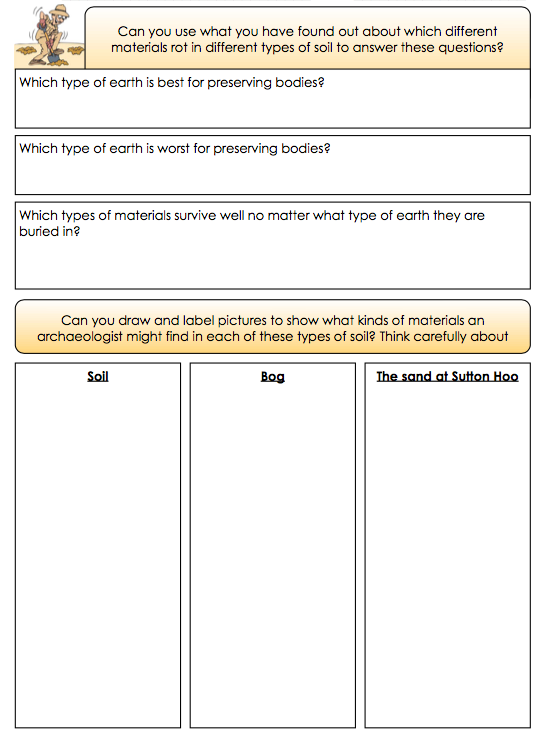 Can you use what you have found out about which different
materials rot in different types of soil to answer these questions?
Which type of earth is best for preserving bodies?
Which type of earth is worst for preserving bodies?
Which types of materials survive well no matter what type of earth they are
buried in?
Can you draw and label pictures to show what kinds of materials an
archaeologist might find in each of these types of soil? Think carefully about
Soil
Bog
The sand at Sutton Hoo